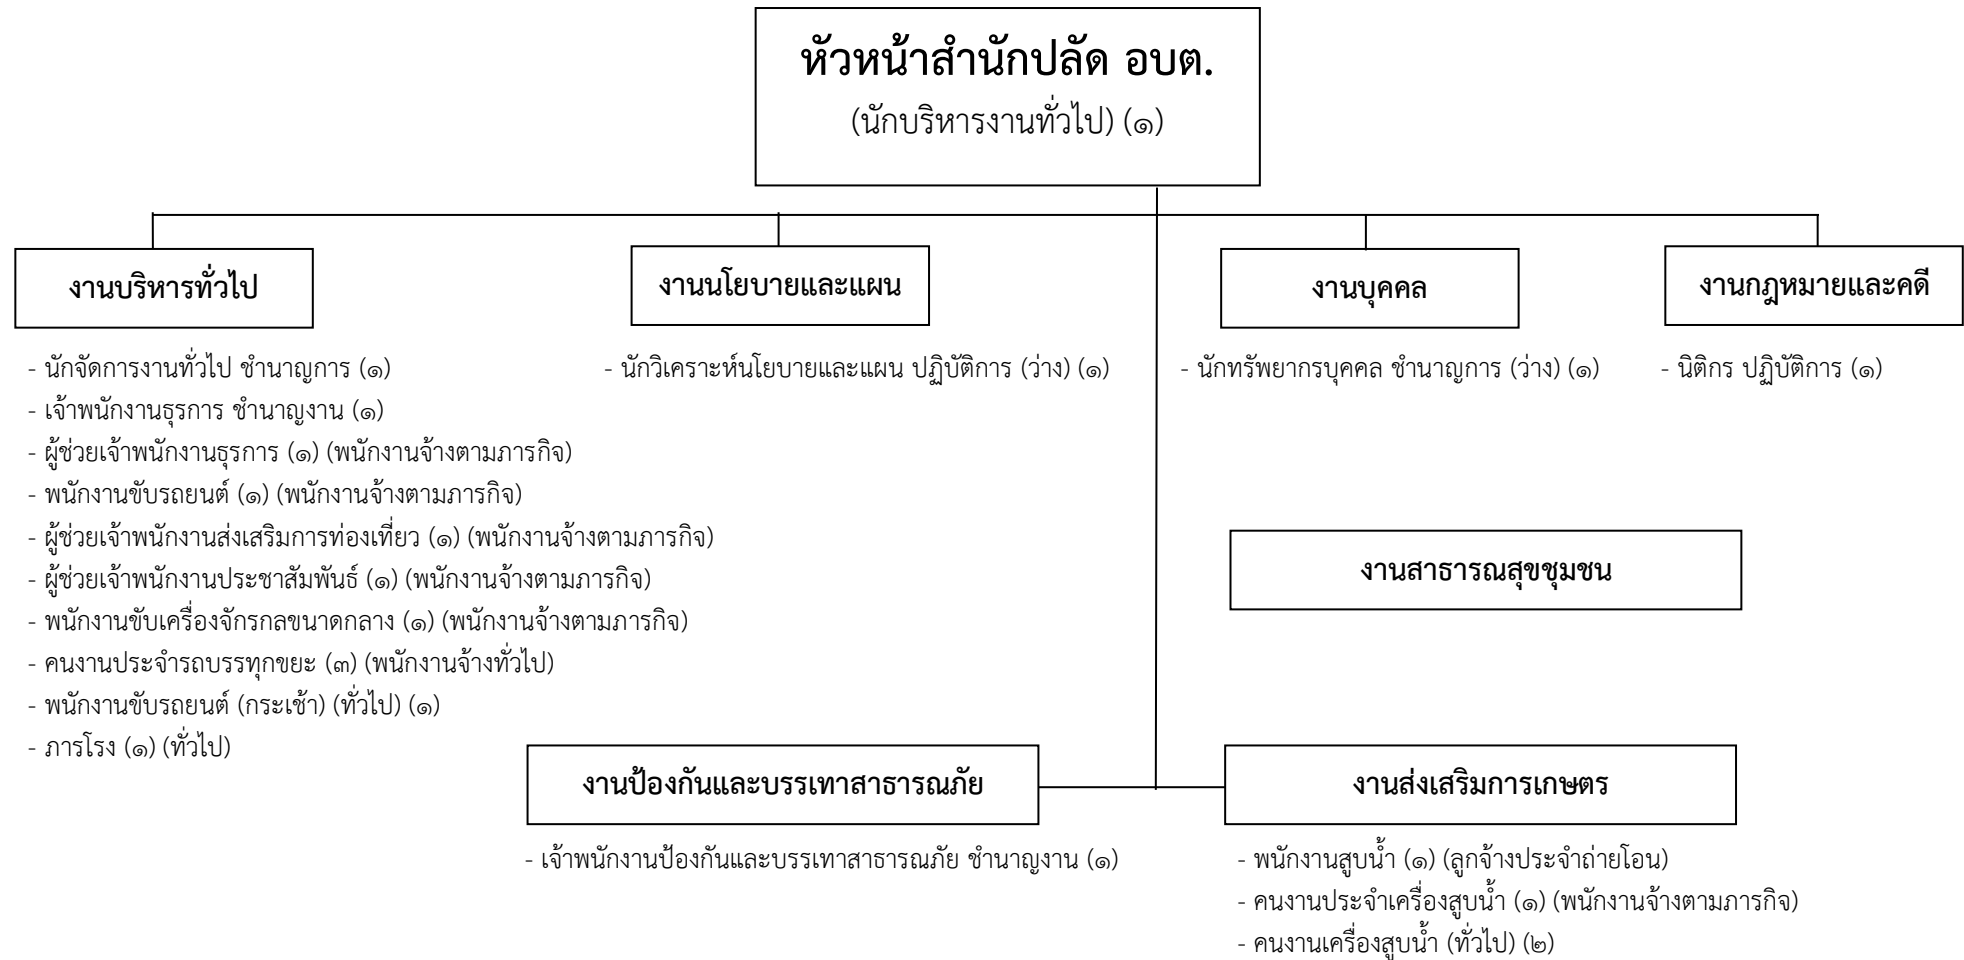 หัวหน้าสำนักปลัด อบต.
(นักบริหารงานทั่วไป) (๑)
งานบริหารทั่วไป
- นักจัดการงานทั่วไป ชำนาญการ (๑)
- เจ้าพนักงานธุรการ ชำนาญงาน (๑)
- ผู้ช่วยเจ้าพนักงานธุรการ (๑) (พนักงานจ้างตามภารกิจ)
- พนักงานขับรถยนต์ (๑) (พนักงานจ้างตามภารกิจ)
- ผู้ช่วยเจ้าพนักงานส่งเสริมการท่องเที่ยว (๑) (พนักงานจ้างตามภารกิจ)
- ผู้ช่วยเจ้าพนักงานประชาสัมพันธ์ (๑) (พนักงานจ้างตามภารกิจ)
- พนักงานขับเครื่องจักรกลขนาดกลาง (๑) (พนักงานจ้างตามภารกิจ)
- คนงานประจำรถบรรทุกขยะ (๓) (พนักงานจ้างทั่วไป)
- พนักงานขับรถยนต์ (กระเช้า) (ทั่วไป) (๑)
- ภารโรง (๑) (ทั่วไป)
งานนโยบายและแผน
- นักวิเคราะห์นโยบายและแผน ปฏิบัติการ (ว่าง) (๑)
งานบุคคล
- นักทรัพยากรบุคคล ชำนาญการ (ว่าง) (๑)
งานกฎหมายและคดี
- นิติกร ปฏิบัติการ (๑)
งานสาธารณสุขชุมชน
งานป้องกันและบรรเทาสาธารณภัย
- เจ้าพนักงานป้องกันและบรรเทาสาธารณภัย ชำนาญงาน (๑)
งานส่งเสริมการเกษตร
- พนักงานสูบน้ำ (๑) (ลูกจ้างประจำถ่ายโอน)
- คนงานประจำเครื่องสูบน้ำ (๑) (พนักงานจ้างตามภารกิจ)
- คนงานเครื่องสูบน้ำ (ทั่วไป) (๒)